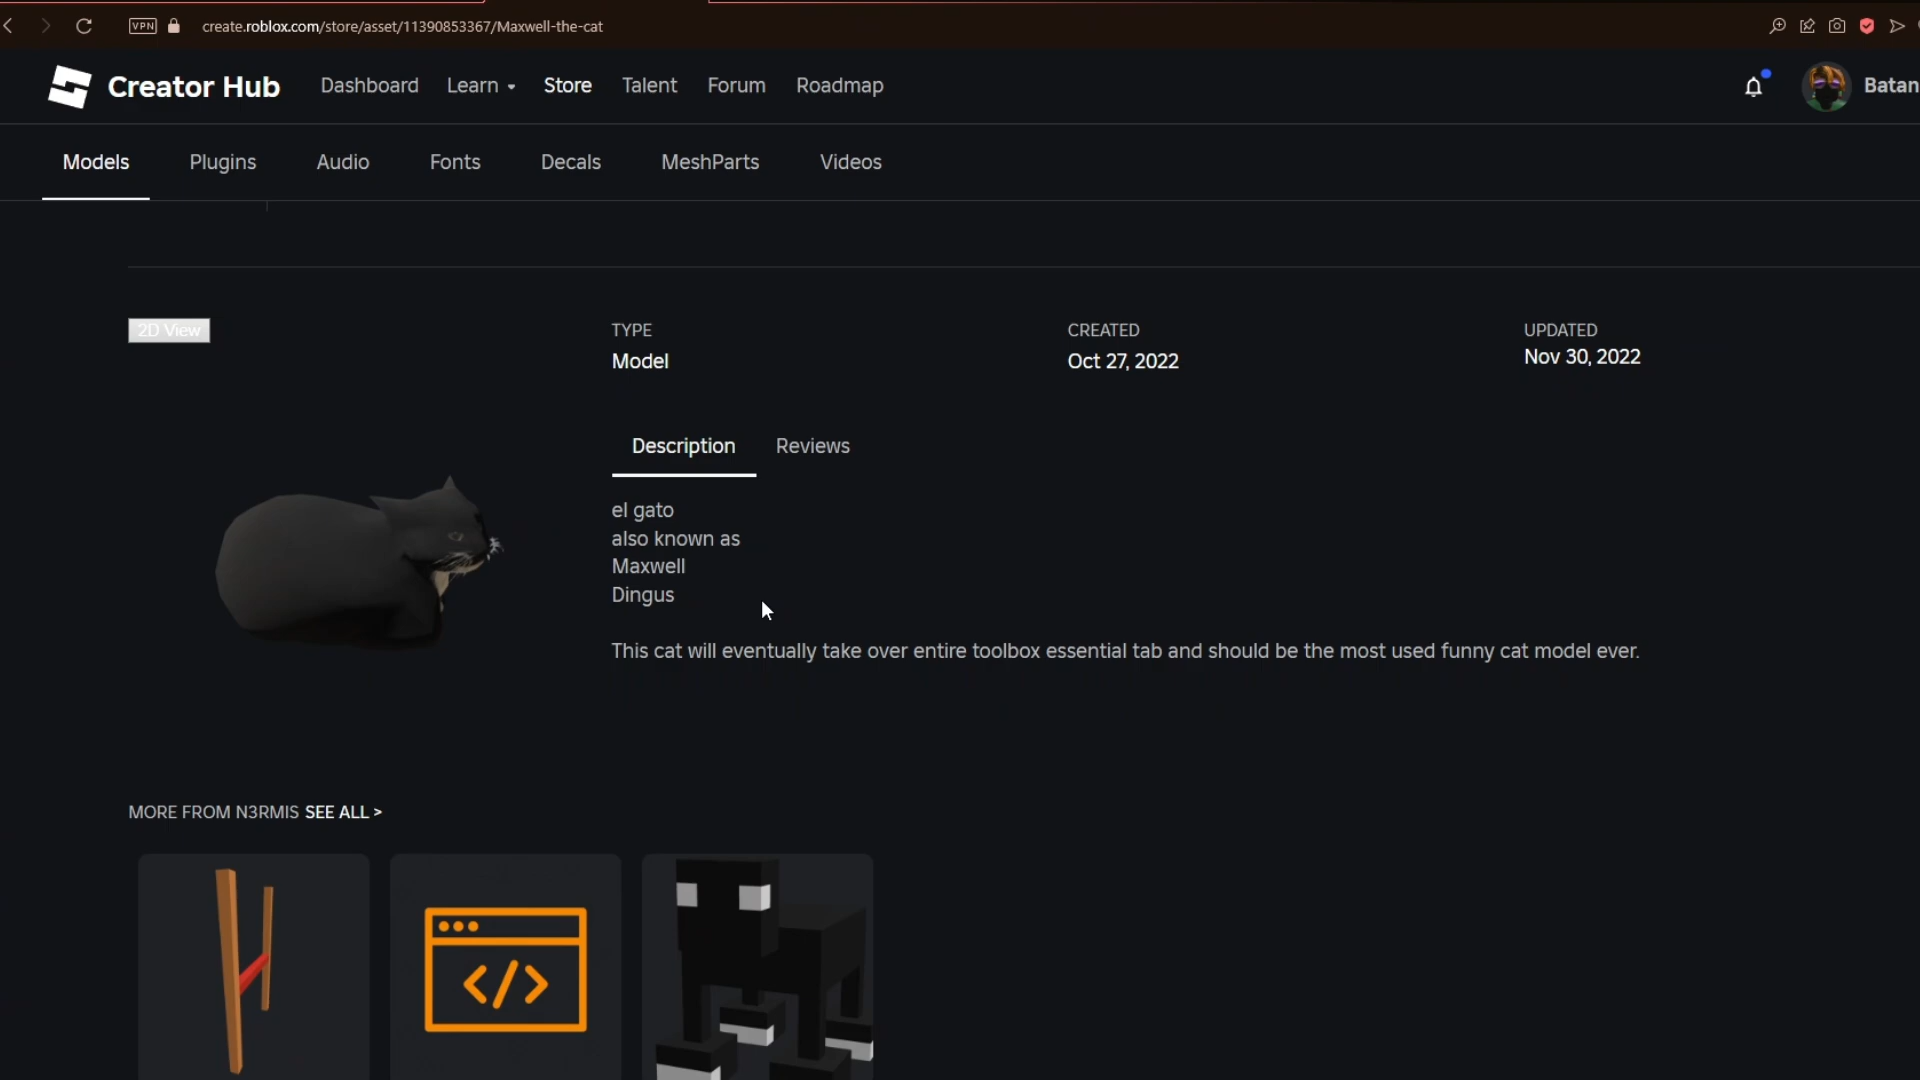 VPN create.roblox.com/store/asset/11390853367/Maxwell-the-cat
Creator Hub Dashboard Learn Store Talent Forum Roadmap Batan
Models Plugins Audio Fonts Decals MeshParts Videos
2D View
TYPE
Model
CREATED
Oct 27, 2022
UPDATED
Nov 30, 2022
Description Reviews
el gato
also known as
Maxwell
Dingus
This cat will eventually take over entire toolbox essential tab and should be the most used funny cat model ever.
MORE FROM N3RMIS SEE ALL >
</>